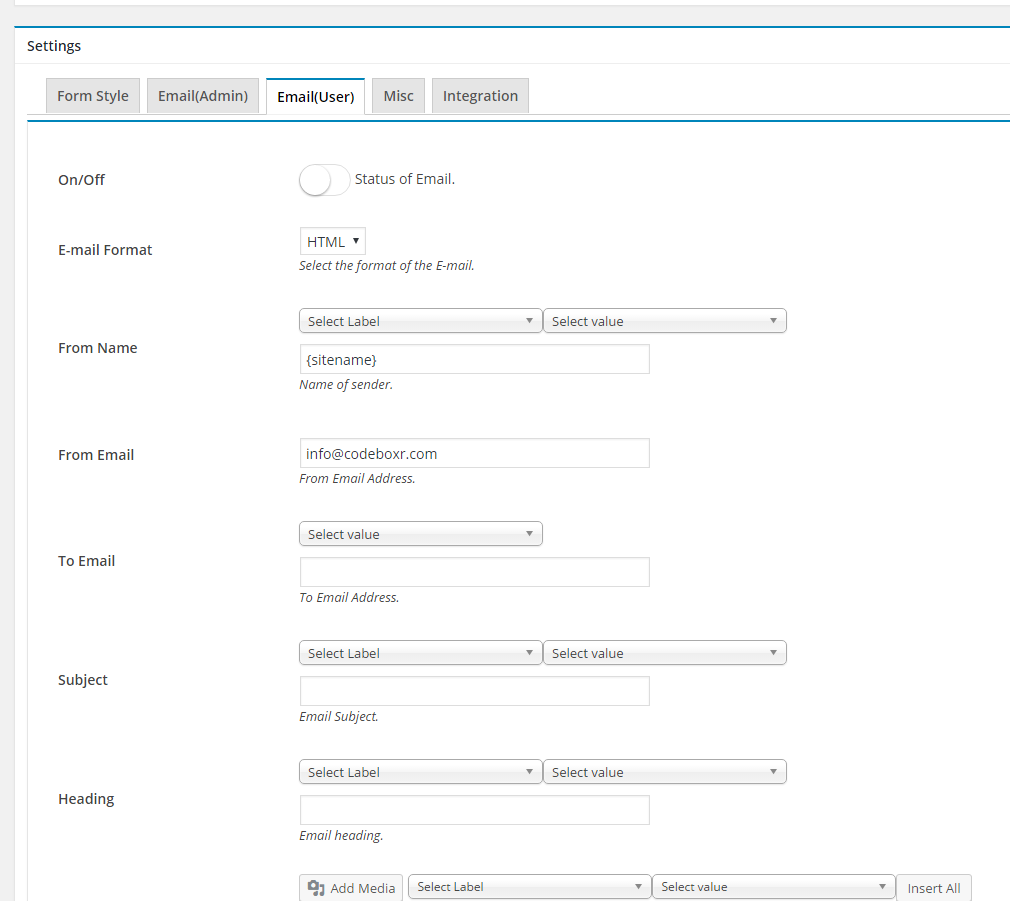 Settings
Form Style Email(Admin) Email(User) Misc Integration
On/Off Status of Email.
E-mail Format HTML
Select the format of the E-mail.
Select Label Select value
From Name
{sitename}
Name of sender.
From Email info@codeboxr.com
From Email Address.
Select value
To Email
To Email Address.
Select Label Select value
Subject
Email Subject.
Select Label Select value
Heading
Email heading.
Add Media Select Label Select value Insert All